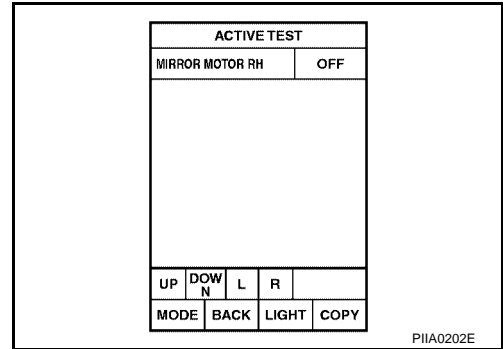 ACTIVE TEST
MIRROR MOTOR RH OFF
UP DOWN L R
MODE BACK LIGHT COPY
PIIA0202E